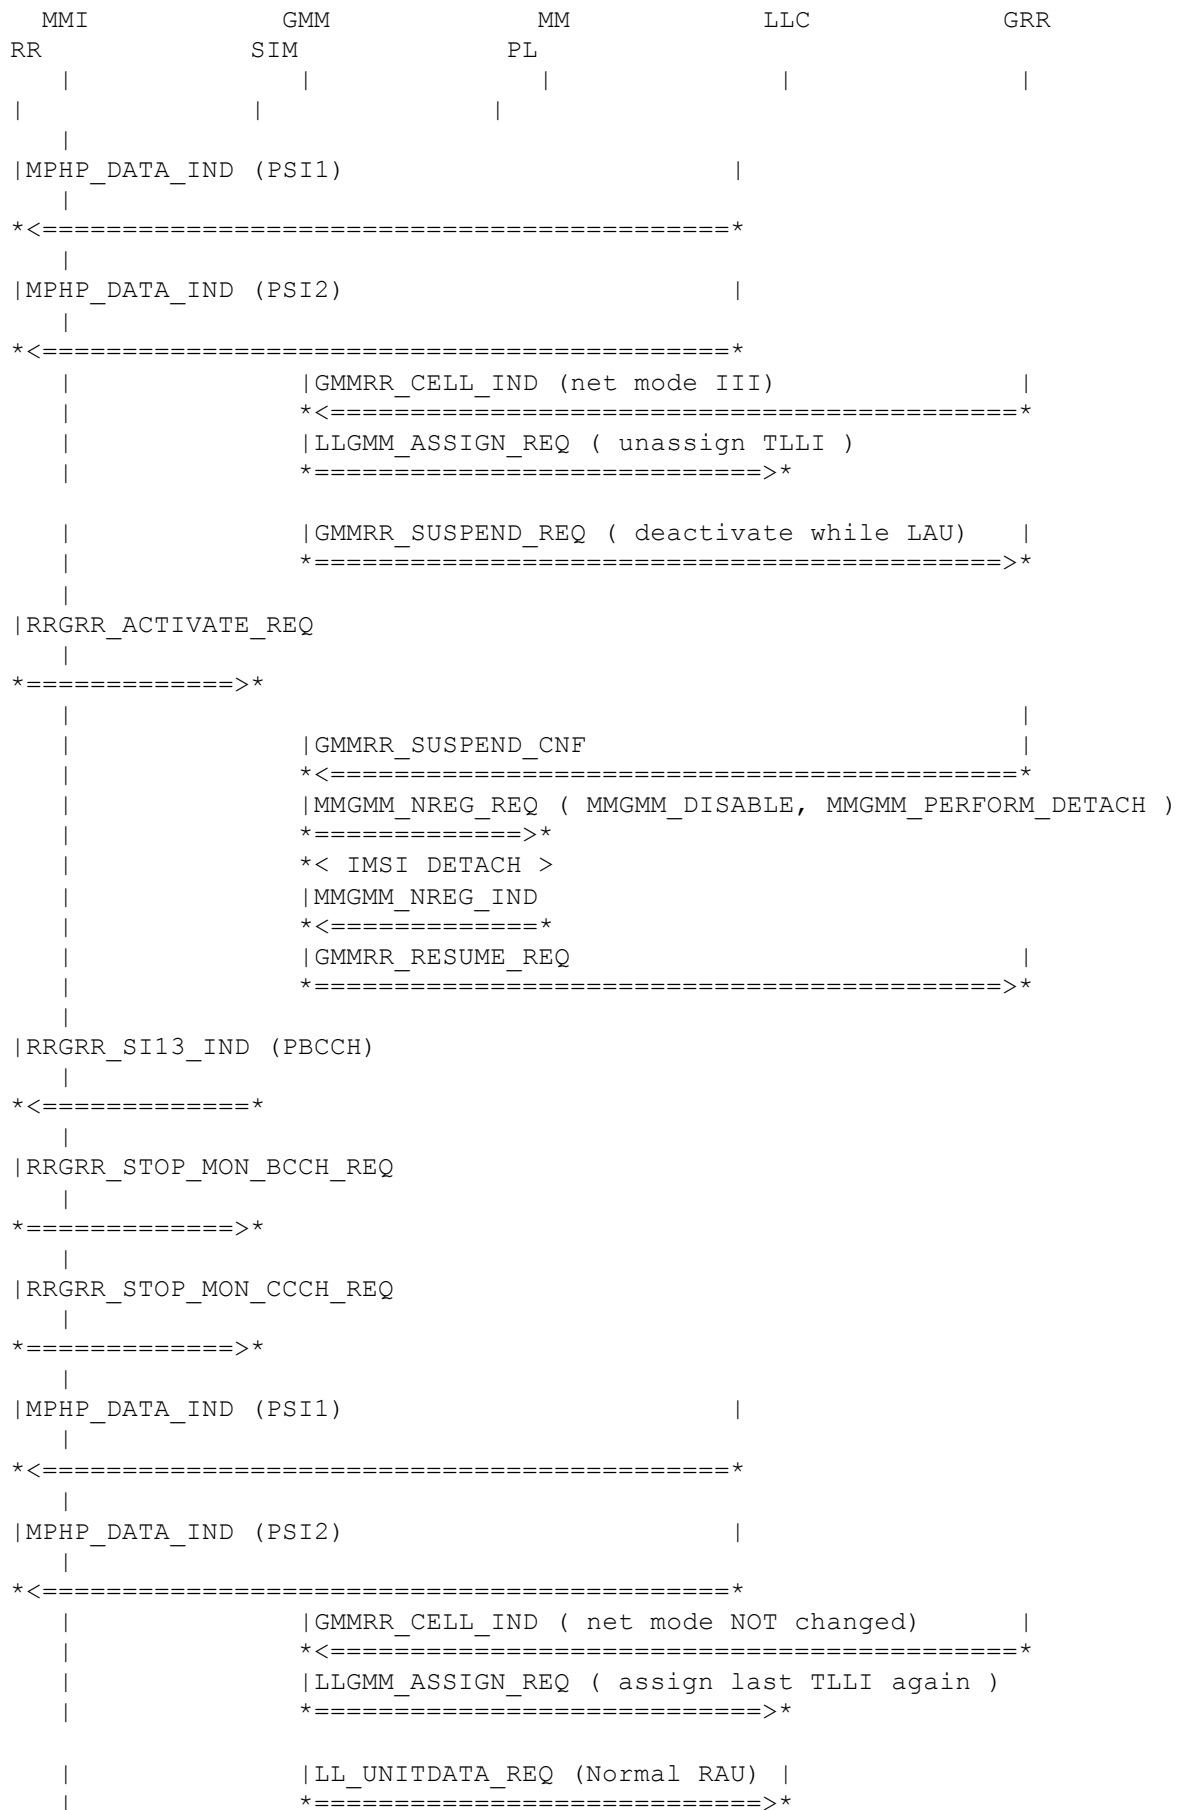 MMI GMM MM LLC GRR
RR SIM PL
| | | | |
| | |
|
|MPHP_DATA_IND (PSI1) |
|
*<===========================================*
|
|MPHP_DATA_IND (PSI2) |
|
*<===========================================*
| |GMMRR_CELL_IND (net mode III) |
| *<===========================================*
| |LLGMM_ASSIGN_REQ ( unassign TLLI )
| *============================>*
| |GMMRR_SUSPEND_REQ ( deactivate while LAU) |
| *===========================================>*
|
|RRGRR_ACTIVATE_REQ
|
*=============>*
| |
| |GMMRR_SUSPEND_CNF |
| *<===========================================*
| |MMGMM_NREG_REQ ( MMGMM_DISABLE, MMGMM_PERFORM_DETACH )
| *=============>*
| *< IMSI DETACH >
| |MMGMM_NREG_IND
| *<=============*
| |GMMRR_RESUME_REQ |
| *===========================================>*
|
|RRGRR_SI13_IND (PBCCH)
|
*<=============*
|
|RRGRR_STOP_MON_BCCH_REQ
|
*=============>*
|
|RRGRR_STOP_MON_CCCH_REQ
|
*=============>*
|
|MPHP_DATA_IND (PSI1) |
|
*<===========================================*
|
|MPHP_DATA_IND (PSI2) |
|
*<===========================================*
| |GMMRR_CELL_IND ( net mode NOT changed) |
| *<===========================================*
| |LLGMM_ASSIGN_REQ ( assign last TLLI again )
| *============================>*
| |LL_UNITDATA_REQ (Normal RAU) |
| *============================>*